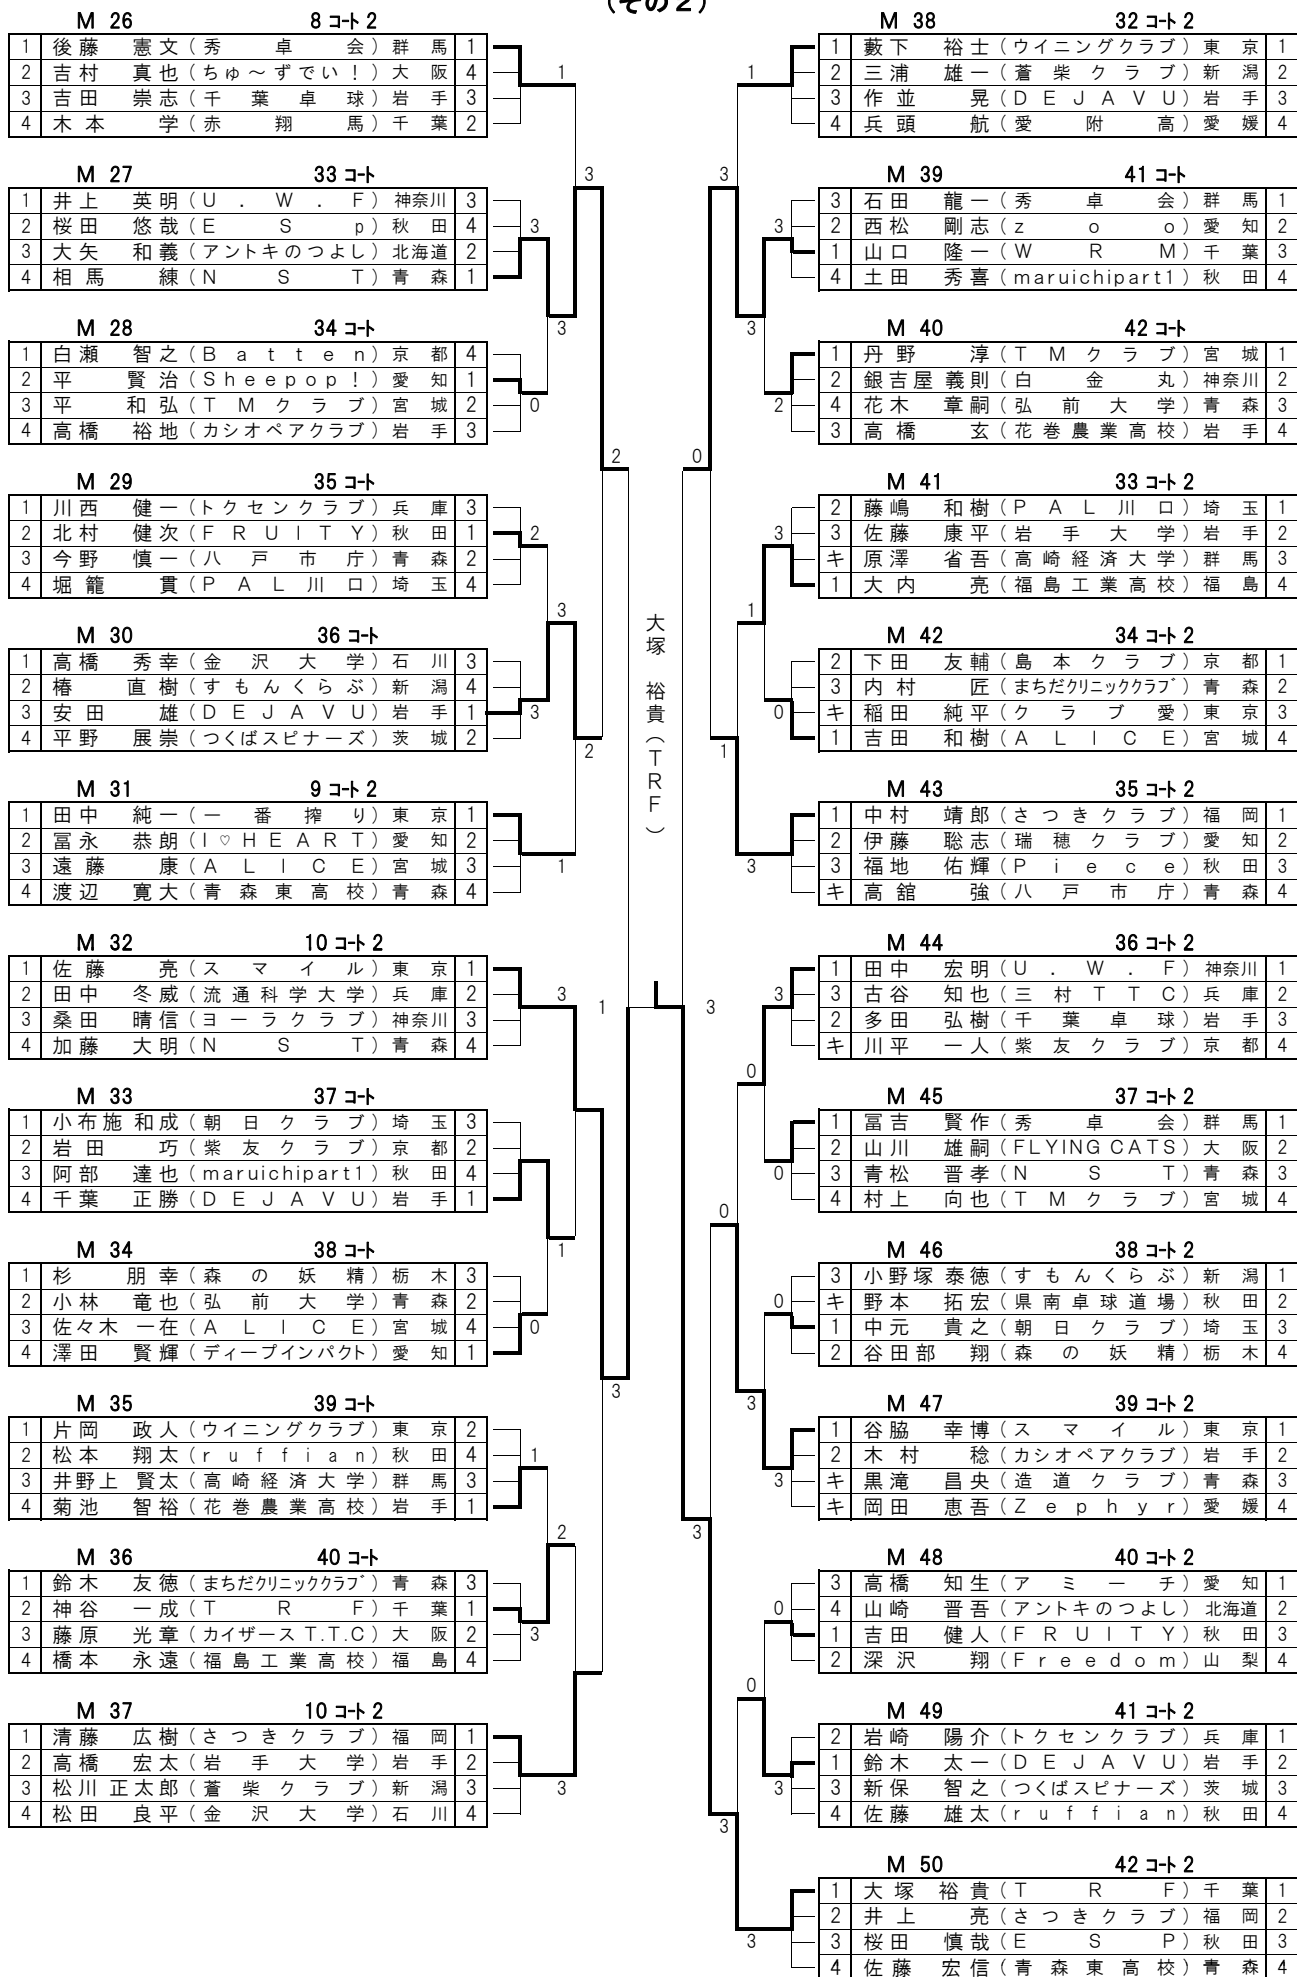 (その２)
M 26 8 コート 2
1 後藤 憲文 (秀卓会) 群馬 1
2 吉村 真也 (ちゅ～ずでい！) 大阪 4
3 吉田 崇志 (千葉卓球) 岩手 3
4 木本 学 (赤翔馬) 千葉 2
M 27 33 コート
1 井上 英明 (U.W.F) 神奈川 3
2 桜田 悠哉 (ESp) 秋田 4
3 大矢 和義 (アントキのつよし) 北海道 2
4 相馬 練 (NST) 青森 1
M 28 34 コート
1 白瀬 智之 (Batten) 京都 4
2 平 賢治 (Sheepop!) 愛知 1
3 平 和弘 (TMクラブ) 宮城 2
4 高橋 裕地 (カシオペアクラブ) 岩手 3
M 29 35 コート
1 川西 健一 (トクセンクラブ) 兵庫 3
2 北村 健次 (FRUITY) 秋田 1
3 今野 慎一 (八戸市庁) 青森 2
4 堀籠 貫 (PAL川口) 埼玉 4
M 30 36 コート
1 高橋 秀幸 (金沢大学) 石川 3
2 椿 直樹 (すもんくらぶ) 新潟 4
3 安田 雄 (DEJAVU) 岩手 1
4 平野 展崇 (つくばスピナーズ) 茨城 2
M 31 9 コート 2
1 田中 純一 (一番搾り) 東京 1
2 冨永 恭朗 (I♡HEART) 愛知 2
3 遠藤 康 (ALICE) 宮城 3
4 渡辺 寛大 (青森東高校) 青森 4
M 32 10 コート 2
1 佐藤 亮 (スマイル) 東京 1
2 田中 冬威 (流通科学大学) 兵庫 2
3 桑田 晴信 (ヨーラクラブ) 神奈川 3
4 加藤 大明 (NST) 青森 4
M 33 37 コート
1 小布施 和成 (朝日クラブ) 埼玉 3
2 岩田 巧 (紫友クラブ) 京都 2
3 阿部 達也 (maruichipart1) 秋田 4
4 千葉 正勝 (DEJAVU) 岩手 1
M 34 38 コート
1 杉 朋幸 (森の妖精) 栃木 3
2 小林 竜也 (弘前大学) 青森 2
3 佐々木 一在 (ALICE) 宮城 4
4 澤田 賢輝 (ディープインパクト) 愛知 1
M 35 39 コート
1 片岡 政人 (ウイニングクラブ) 東京 2
2 松本 翔太 (ruffian) 秋田 4
3 井野上 賢太 (高崎経済大学) 群馬 3
4 菊池 智裕 (花巻農業高校) 岩手 1
M 36 40 コート
1 鈴木 友徳 (まちだクリニッククラブ) 青森 3
2 神谷 一成 (TRF) 千葉 1
3 藤原 光章 (カイザースT.T.C) 大阪 2
4 橋本 永遠 (福島工業高校) 福島 4
M 37 10 コート 2
1 清藤 広樹 (さつきクラブ) 福岡 1
2 高橋 宏太 (岩手大学) 岩手 2
3 松川 正太郎 (蒼柴クラブ) 新潟 3
4 松田 良平 (金沢大学) 石川 4
1
3
3
3
0
2
2
3
3
2
1
3
1
1
0
3
1
2
3
3
大塚 裕貴(TRF)
M 38 32 コート 2
1 藪下 裕士 (ウイニングクラブ) 東京 1
2 三浦 雄一 (蒼柴クラブ) 新潟 2
3 作並 晃 (DEJAVU) 岩手 3
4 兵頭 航 (愛附高) 愛媛 4
M 39 41 コート
3 石田 龍一 (秀卓会) 群馬 1
2 西松 剛志 (zoo) 愛知 2
1 山口 隆一 (WRM) 千葉 3
4 土田 秀喜 (maruichipart1) 秋田 4
M 40 42 コート
1 丹野 淳 (TMクラブ) 宮城 1
2 銀吉屋 義則 (白金丸) 神奈川 2
4 花木 章嗣 (弘前大学) 青森 3
3 高橋 玄 (花巻農業高校) 岩手 4
M 41 33 コート 2
2 藤嶋 和樹 (PAL川口) 埼玉 1
3 佐藤 康平 (岩手大学) 岩手 2
キ 原澤 省吾 (高崎経済大学) 群馬 3
1 大内 亮 (福島工業高校) 福島 4
M 42 34 コート 2
2 下田 友輔 (島本クラブ) 京都 1
3 内村 匠 (まちだクリニッククラブ) 青森 2
キ 稲田 純平 (クラブ愛) 東京 3
1 吉田 和樹 (ALICE) 宮城 4
M 43 35 コート 2
1 中村 靖郎 (さつきクラブ) 福岡 1
2 伊藤 聡志 (瑞穂クラブ) 愛知 2
3 福地 佑輝 (Piece) 秋田 3
キ 高舘 強 (八戸市庁) 青森 4
M 44 36 コート 2
1 田中 宏明 (U.W.F) 神奈川 1
3 古谷 知也 (三村TTC) 兵庫 2
2 多田 弘樹 (千葉卓球) 岩手 3
キ 川平 一人 (紫友クラブ) 京都 4
M 45 37 コート 2
1 冨吉 賢作 (秀卓会) 群馬 1
2 山川 雄嗣 (FLYING CATS) 大阪 2
3 青松 晋孝 (NST) 青森 3
4 村上 向也 (TMクラブ) 宮城 4
M 46 38 コート 2
3 小野塚 泰徳 (すもんくらぶ) 新潟 1
キ 野本 拓宏 (県南卓球道場) 秋田 2
1 中元 貴之 (朝日クラブ) 埼玉 3
2 谷田部 翔 (森の妖精) 栃木 4
M 47 39 コート 2
1 谷脇 幸博 (スマイル) 東京 1
2 木村 稔 (カシオペアクラブ) 岩手 2
キ 黒滝 昌央 (造道クラブ) 青森 3
キ 岡田 恵吾 (Zephyr) 愛媛 4
M 48 40 コート 2
3 高橋 知生 (アミーチ) 愛知 1
4 山崎 晋吾 (アントキのつよし) 北海道 2
1 吉田 健人 (FRUITY) 秋田 3
2 深沢 翔 (Freedom) 山梨 4
M 49 41 コート 2
2 岩崎 陽介 (トクセンクラブ) 兵庫 1
1 鈴木 太一 (DEJAVU) 岩手 2
3 新保 智之 (つくばスピナーズ) 茨城 3
4 佐藤 雄太 (ruffian) 秋田 4
M 50 42 コート 2
1 大塚 裕貴 (TRF) 千葉 1
2 井上 亮 (さつきクラブ) 福岡 2
3 桜田 慎哉 (ESP) 秋田 3
4 佐藤 宏信 (青森東高校) 青森 4
1
3
3
3
2
0
3
1
0
1
3
3
3
0
0
0
0
3
3
3
0
0
3
3
3